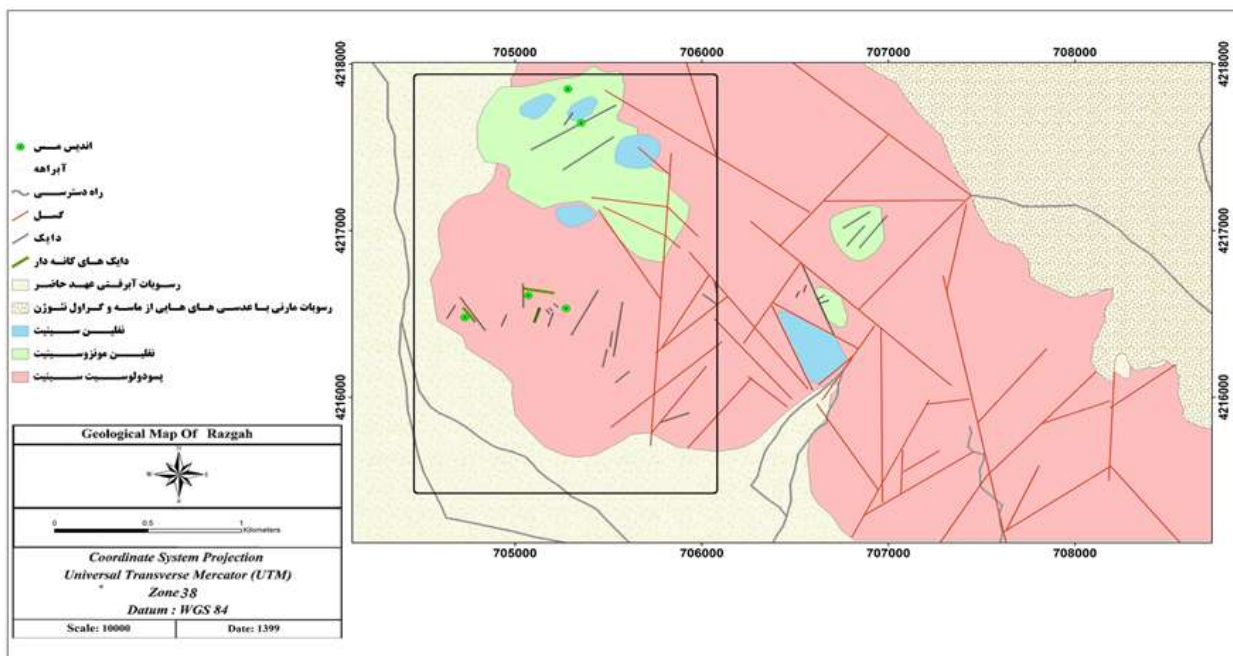 705000 706000 707000 708000
4218000 4218000
4217000 4217000
4216000 4216000
705000 706000 707000 708000
اندیس مس
آبراهه
راه دسترسی
گسل
دایک
دایک های کانه دار
رسوبات آبرفتی عهد حاضر
رسوبات مارنی با عدسی های هایی از ماسه و گراول نئوژن
نفلین سینیت
نفلین مونزوسینیت
پسودولوسیت سینیت
Geological Map Of Razgah
N
W E
S
0 0.5 1
Kilometers
Coordinate System Projection
Universal Transverse Mercator (UTM)
Zone 38
Datum : WGS 84
Scale: 10000 Date: 1399